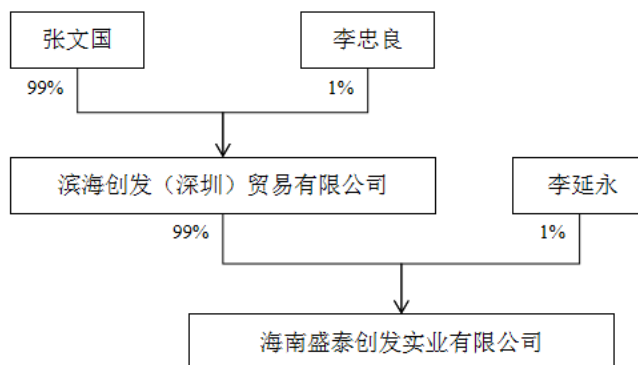 张文国
李忠良
99%
1%
滨海创发（深圳）贸易有限公司
李延永
99%
1%
海南盛泰创发实业有限公司